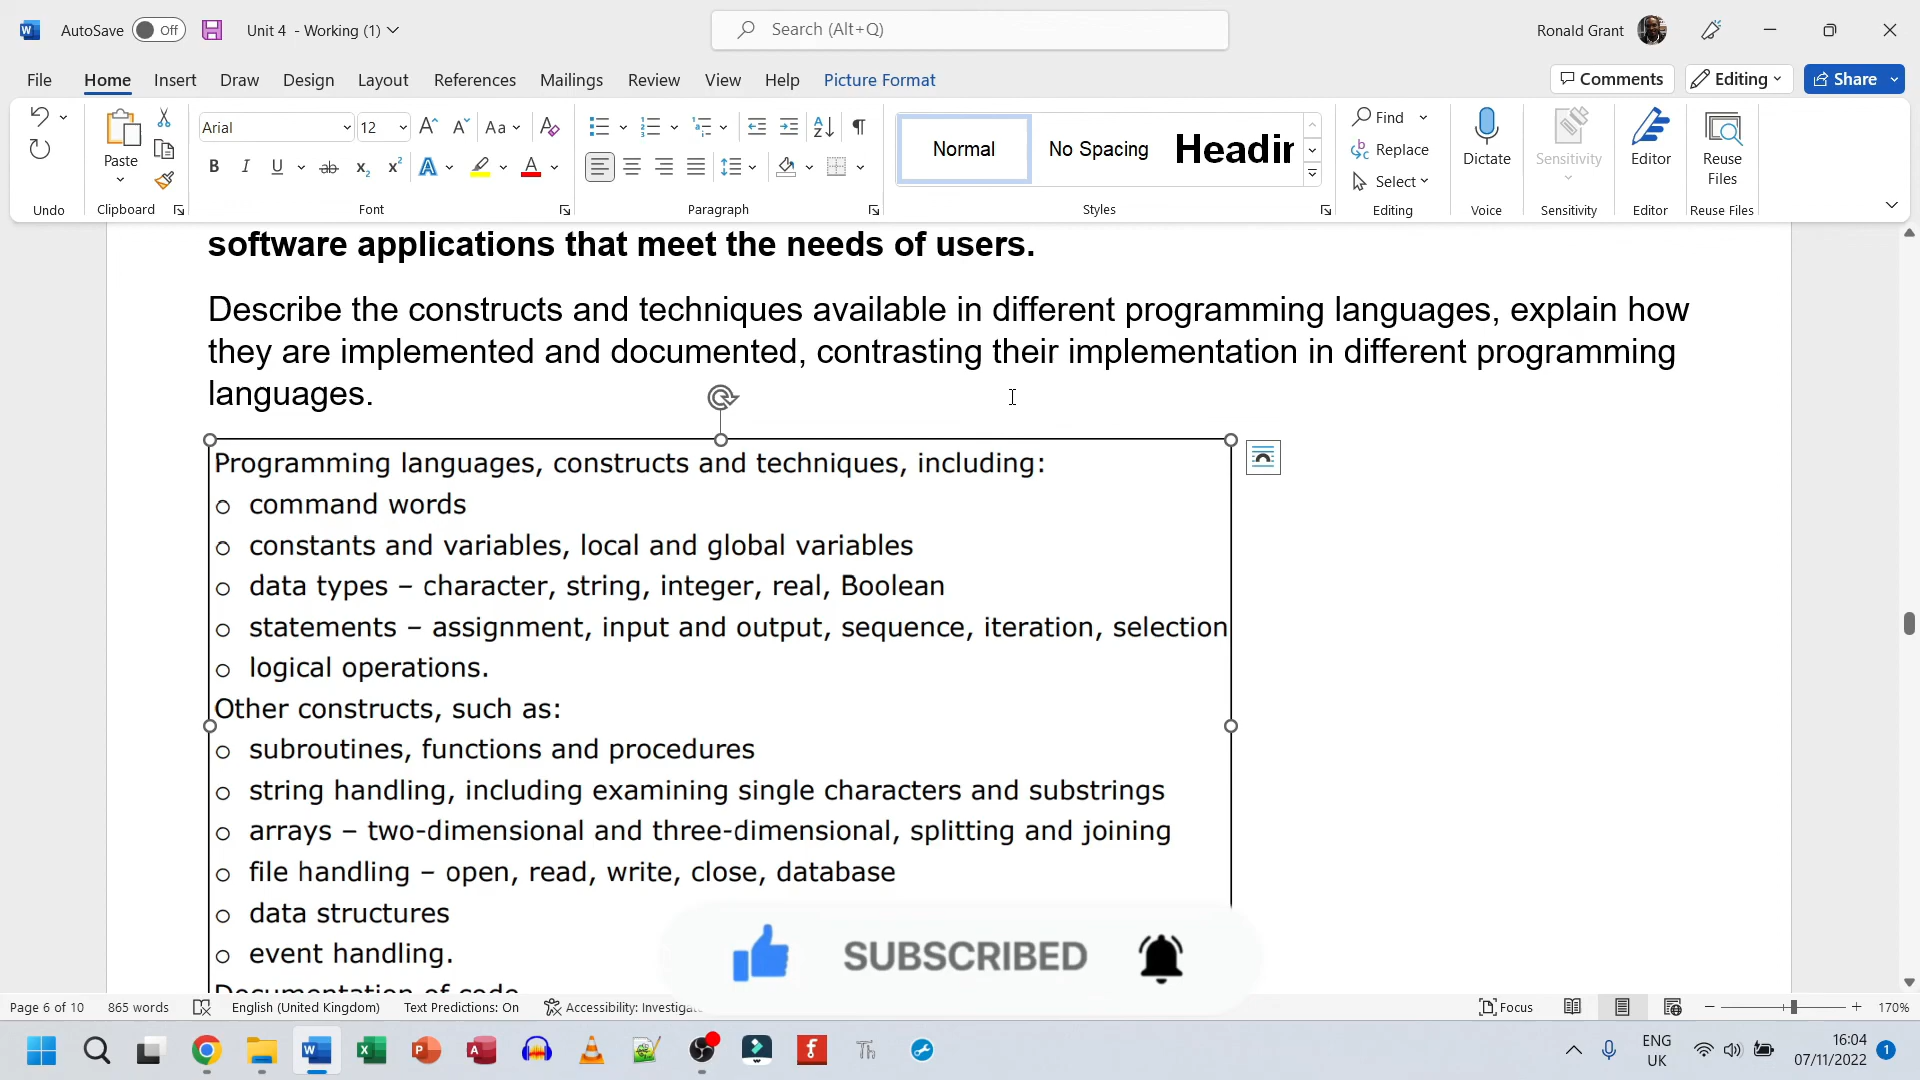 AutoSave Off Unit 4 - Working (1) Search (Alt+Q) Ronald Grant
File Home Insert Draw Design Layout References Mailings Review View Help Picture Format Comments Editing Share
Arial 12 Aa
Paste
Normal No Spacing Headin
Find
Replace
Select
Dictate Sensitivity Editor Reuse Files
Undo Clipboard Font Paragraph Styles Editing Voice Sensitivity Editor Reuse Files
software applications that meet the needs of users.
Describe the constructs and techniques available in different programming languages, explain how
they are implemented and documented, contrasting their implementation in different programming
languages.
Programming languages, constructs and techniques, including:
o command words
o constants and variables, local and global variables
o data types – character, string, integer, real, Boolean
o statements – assignment, input and output, sequence, iteration, selection
o logical operations.
Other constructs, such as:
o subroutines, functions and procedures
o string handling, including examining single characters and substrings
o arrays – two-dimensional and three-dimensional, splitting and joining
o file handling – open, read, write, close, database
o data structures
o event handling.
SUBSCRIBED
Documentation of code
Page 6 of 10 865 words English (United Kingdom) Text Predictions: On Accessibility: Investiga Focus 170%
ENG
UK
16:04
07/11/2022
1